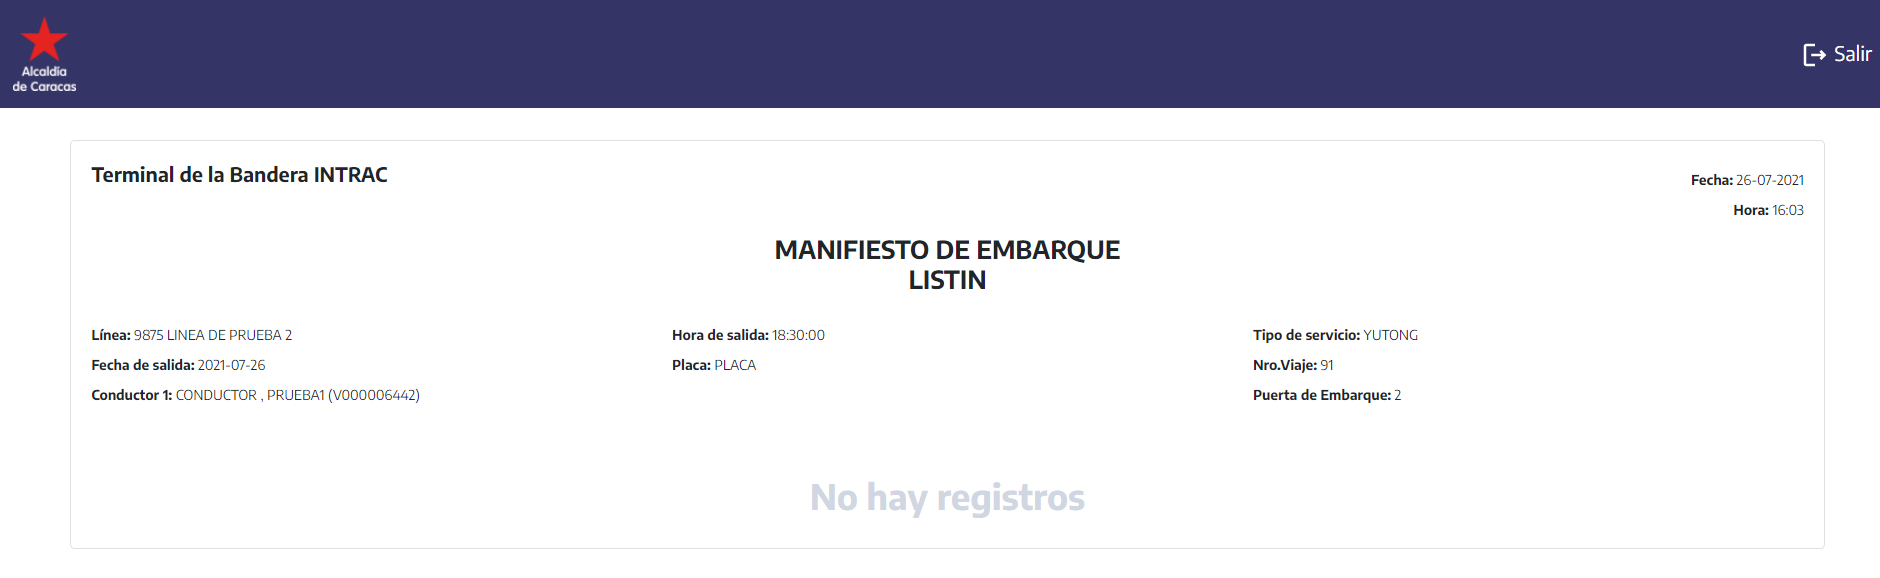 Alcaldía
de Caracas
Salir
Terminal de la Bandera INTRAC
Fecha: 26-07-2021
Hora: 16:03
MANIFIESTO DE EMBARQUE
LISTIN
Línea: 9875 LINEA DE PRUEBA 2
Hora de salida: 18:30:00
Tipo de servicio: YUTONG
Fecha de salida: 2021-07-26
Placa: PLACA
Nro.Viaje: 91
Conductor 1: CONDUCTOR , PRUEBA1 (V000006442)
Puerta de Embarque: 2
No hay registros